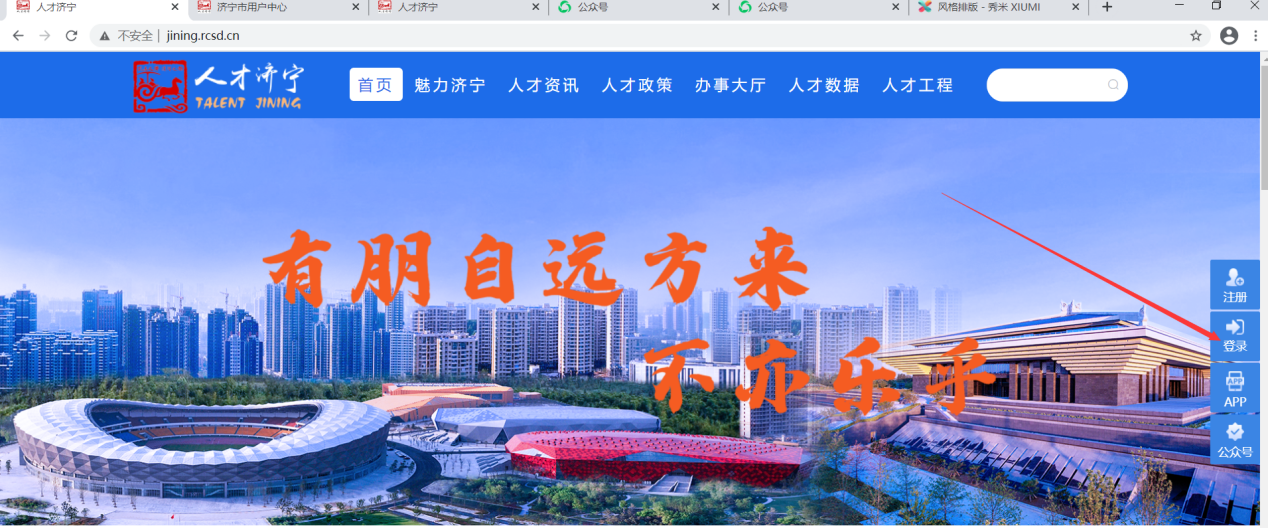 人才济宁
济宁市用户中心
人才济宁
公众号
公众号
风格排版 - 秀米 XIUMI
不安全
jining.rcsd.cn
人才济宁
TALENT JINING
首页
魅力济宁
人才资讯
人才政策
办事大厅
人才数据
人才工程
有朋自远方来
不亦乐乎
注册
登录
APP
APP
公众号